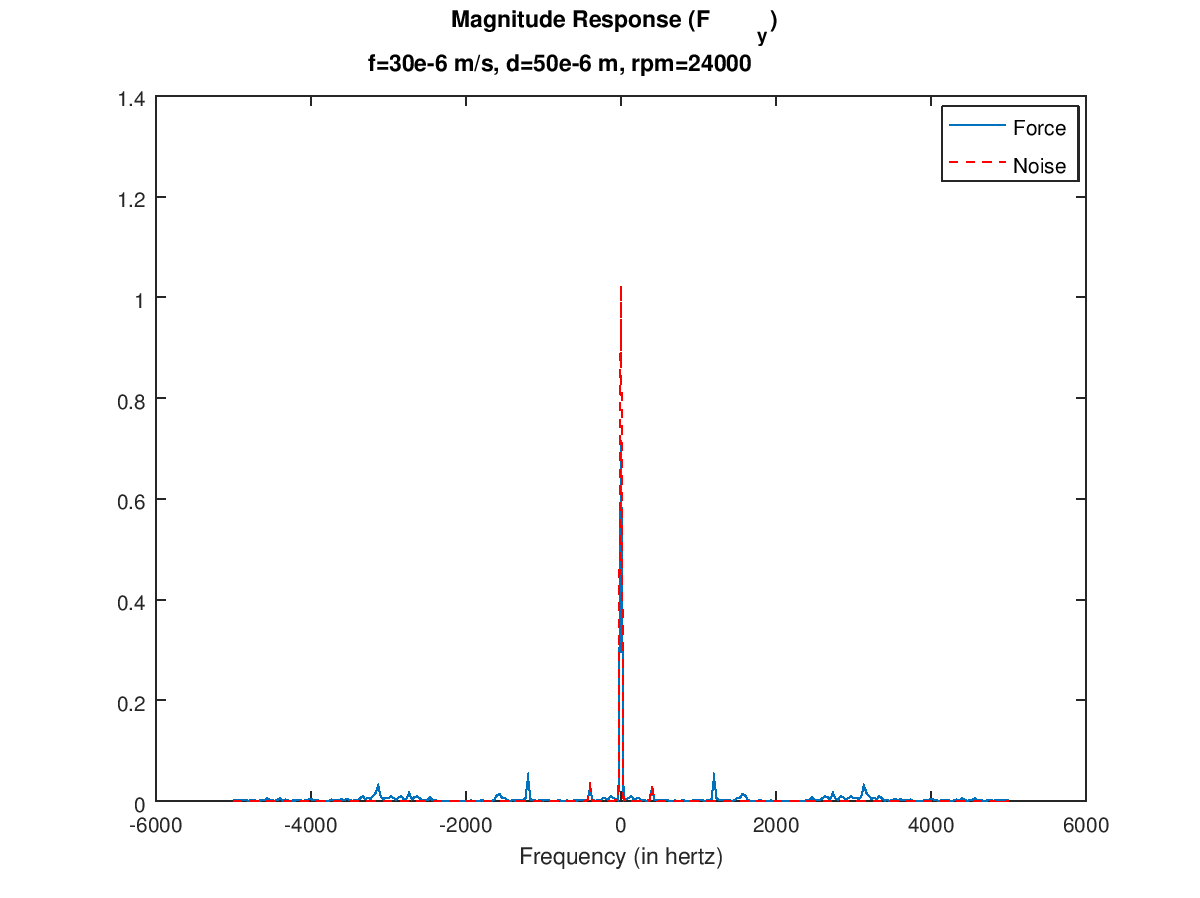 Magnitude Response (F y)
f=30e-6 m/s, d=50e-6 m, rpm=24000
1.4
1.2
1
0.8
0.6
0.4
0.2
0
Force
Noise
-6000 -4000 -2000 0 2000 4000 6000
Frequency (in hertz)